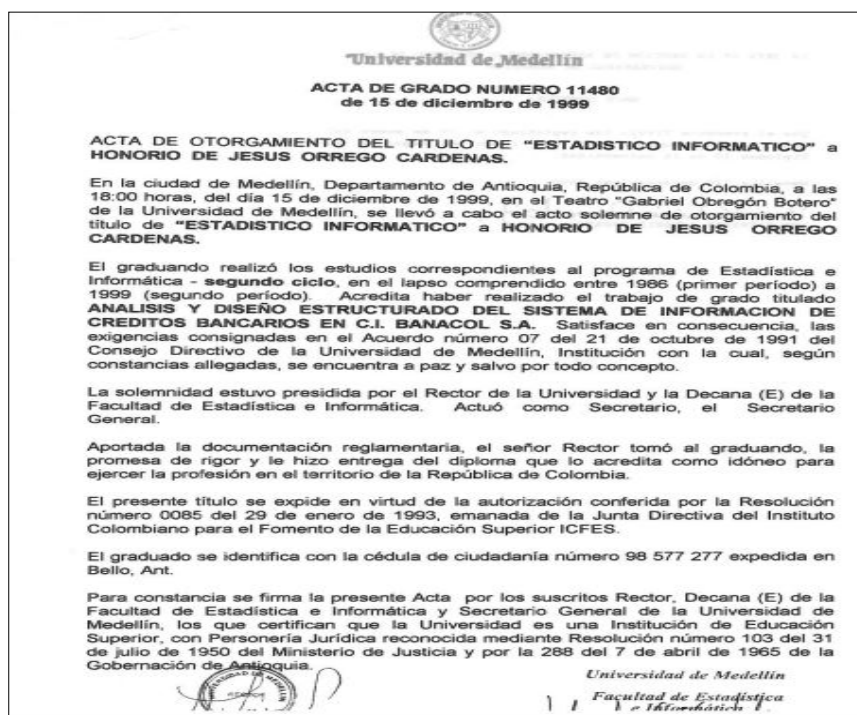 Universidad de Medellín
ACTA DE GRADO NUMERO 11480
de 15 de diciembre de 1999
ACTA DE OTORGAMIENTO DEL TITULO DE "ESTADISTICO INFORMATICO" a
HONORIO DE JESUS ORREGO CARDENAS.
En la ciudad de Medellín, Departamento de Antioquia, República de Colombia, a las
18:00 horas, del día 15 de diciembre de 1999, en el Teatro "Gabriel Obregón Botero"
de la Universidad de Medellín, se llevó a cabo el acto solemne de otorgamiento del
título de "ESTADISTICO INFORMATICO" a HONORIO DE JESUS ORREGO
CARDENAS.
El graduando realizó los estudios correspondientes al programa de Estadística e
Informática - segundo ciclo, en el lapso comprendido entre 1986 (primer período) a
1999 (segundo período). Acredita haber realizado el trabajo de grado titulado
ANALISIS Y DISEÑO ESTRUCTURADO DEL SISTEMA DE INFORMACION DE
CREDITOS BANCARIOS EN C.I. BANACOL S.A. Satisface en consecuencia, las
exigencias consignadas en el Acuerdo número 07 del 21 de octubre de 1991 del
Consejo Directivo de la Universidad de Medellín, Institución con la cual, según
constancias allegadas, se encuentra a paz y salvo por todo concepto.
La solemnidad estuvo presidida por el Rector de la Universidad y la Decana (E) de la
Facultad de Estadística e Informática. Actuó como Secretario, el Secretario
General.
Aportada la documentación reglamentaria, el señor Rector tomó al graduando, la
promesa de rigor y le hizo entrega del diploma que lo acredita como idóneo para
ejercer la profesión en el territorio de la República de Colombia.
El presente título se expide en virtud de la autorización conferida por la Resolución
número 0085 del 29 de enero de 1993, emanada de la Junta Directiva del Instituto
Colombiano para el Fomento de la Educación Superior ICFES.
El graduado se identifica con la cédula de ciudadanía número 98 577 277 expedida en
Bello, Ant.
Para constancia se firma la presente Acta por los suscritos Rector, Decana (E) de la
Facultad de Estadística e Informática y Secretario General de la Universidad de
Medellín, los que certifican que la Universidad es una Institución de Educación
Superior, con Personería Jurídica reconocida mediante Resolución número 103 del 31
de julio de 1950 del Ministerio de Justicia y por la 288 del 7 de abril de 1965 de la
Gobernación de Antioquia.
Universidad de Medellín
Facultad de Estadística
e Informática